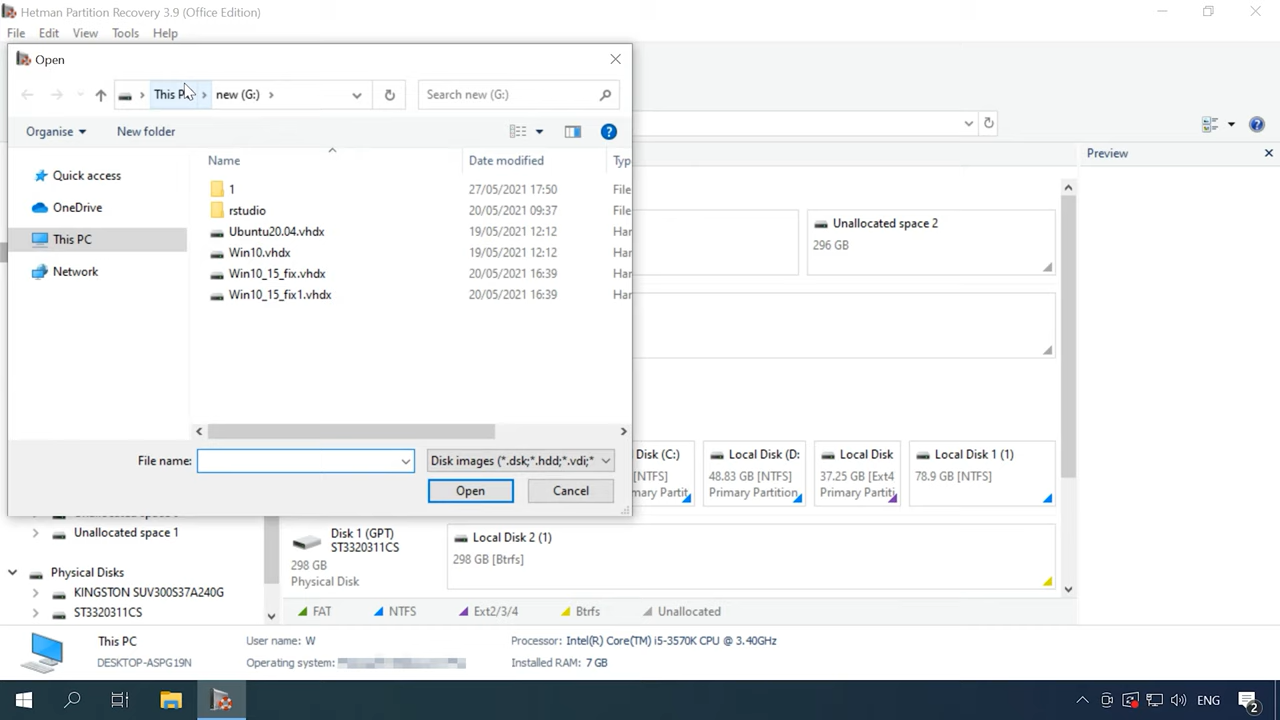 Hetman Partition Recovery 3.9 (Office Edition)
File Edit View Tools Help
Open
This P new (G:)
Search new (G:)
Organise New folder
Preview
Name Date modified Typ
Quick access
OneDrive
This PC
Network
1 27/05/2021 17:50 File
rstudio 20/05/2021 09:37 File
Ubuntu20.04.vhdx 19/05/2021 12:12 Har
Win10.vhdx 19/05/2021 12:12 Har
Win10_15_fix.vhdx 20/05/2021 16:39 Har
Win10_15_fix1.vhdx 20/05/2021 16:39 Har
Unallocated space 2
296 GB
File name: Disk images (*.dsk;*.hdd;*.vdi;*
Open Cancel
Disk (C:)
[NTFS]
mary Partit
Local Disk (D:
48.83 [NTFS]
Primary Partition
Local Disk
37.25 [Ext4
Primary Partiti
Local Disk 1 (1)
78.9 [NTFS]
Unallocated space 1
Physical Disks
KINGSTON SUV300S37A240G
ST3320311CS
Disk 1 (GPT)
ST3320311CS
298 GB
Physical Disk
Local Disk 2 (1)
298 GB [Btrfs]
FAT NTFS Ext2/3/4 Btrfs Unallocated
This PC
DESKTOP-ASPG19N
User name: W
Operating system:
Processor: Intel(R) Core(TM) i5-3570K CPU @ 3.40GHz
Installed RAM: 7 GB
ENG
2